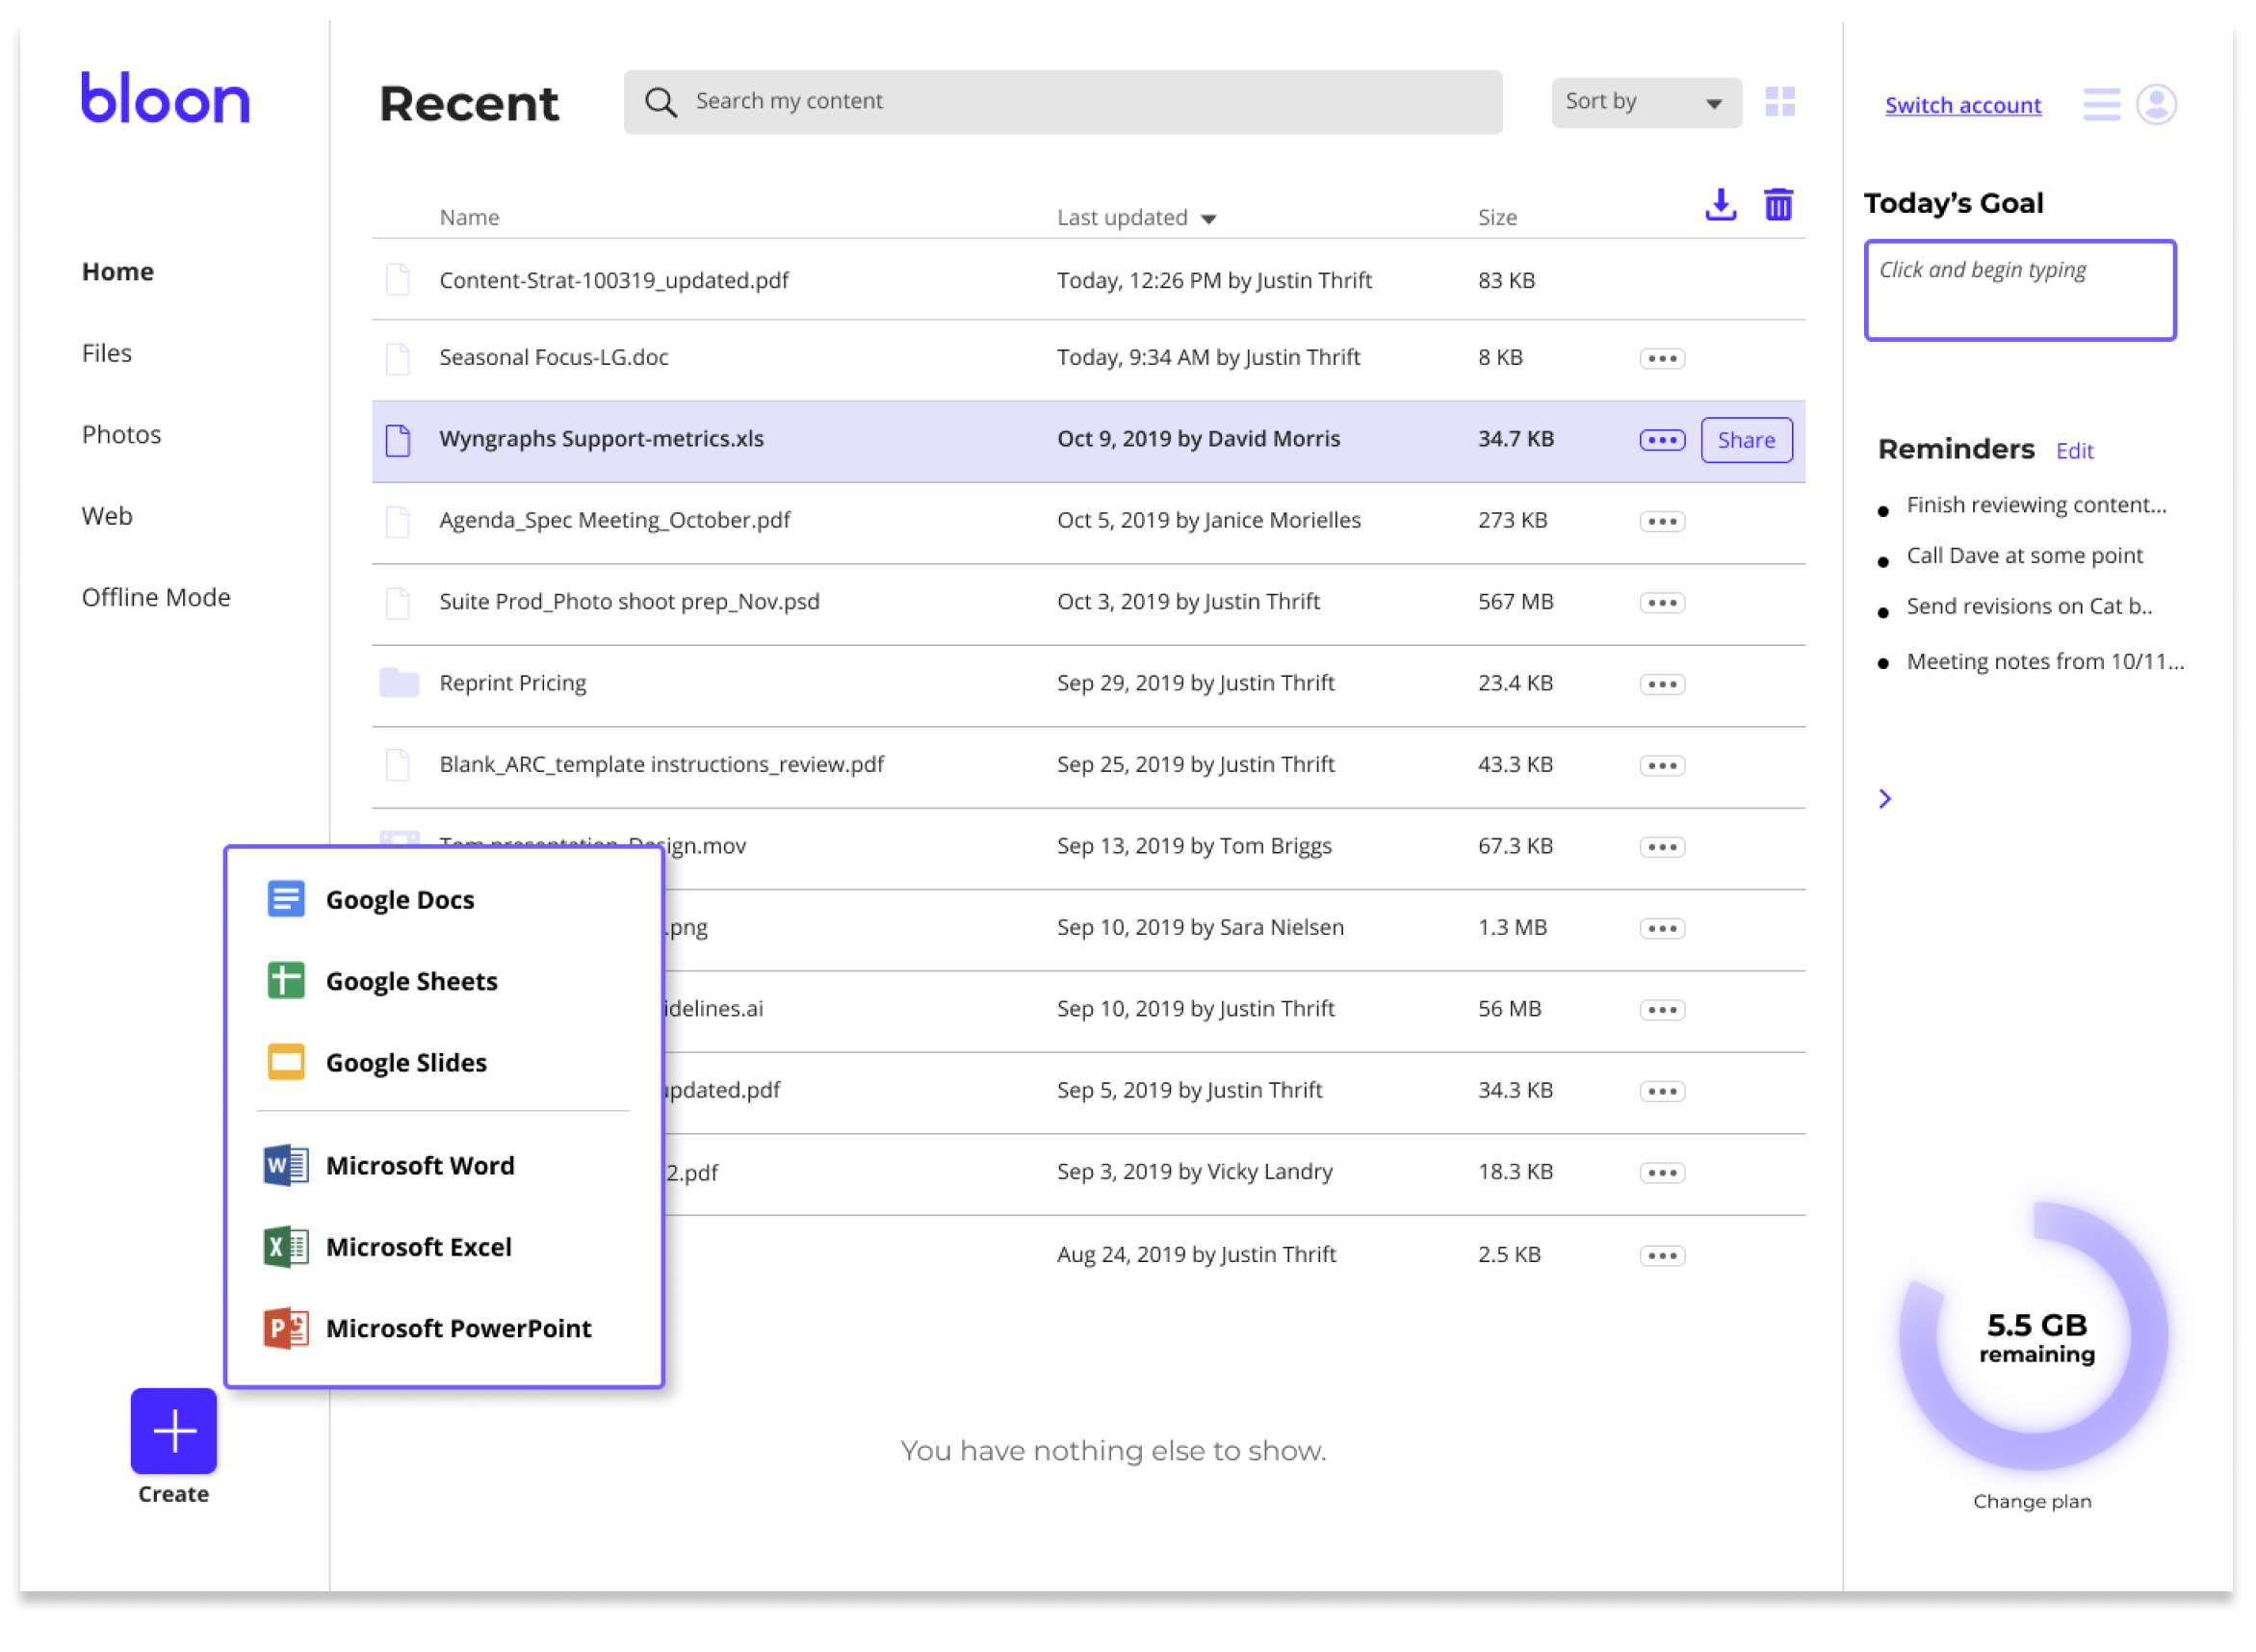 bloon
Home
Files
Photos
Web
Offline Mode
Create
Recent
Search my content
Sort by
Name Last updated Size
Content-Strat-100319_updated.pdf Today, 12:26 PM by Justin Thrift 83 KB
Seasonal Focus-LG.doc Today, 9:34 AM by Justin Thrift 8 KB
Wyngraphs Support-metrics.xls Oct 9, 2019 by David Morris 34.7 KB Share
Agenda_Spec Meeting_October.pdf Oct 5, 2019 by Janice Morielles 273 KB
Suite Prod_Photo shoot prep_Nov.psd Oct 3, 2019 by Justin Thrift 567 MB
Reprint Pricing Sep 29, 2019 by Justin Thrift 23.4 KB
Blank_ARC_template instructions_review.pdf Sep 25, 2019 by Justin Thrift 43.3 KB
Tom presentation_Design.mov Sep 13, 2019 by Tom Briggs 67.3 KB
.png Sep 10, 2019 by Sara Nielsen 1.3 MB
idelines.ai Sep 10, 2019 by Justin Thrift 56 MB
updated.pdf Sep 5, 2019 by Justin Thrift 34.3 KB
2.pdf Sep 3, 2019 by Vicky Landry 18.3 KB
Aug 24, 2019 by Justin Thrift 2.5 KB
You have nothing else to show.
Google Docs
Google Sheets
Google Slides
Microsoft Word
Microsoft Excel
Microsoft PowerPoint
Switch account
Today’s Goal
Click and begin typing
Reminders Edit
Finish reviewing content...
Call Dave at some point
Send revisions on Cat b..
Meeting notes from 10/11...
5.5 GB
remaining
Change plan